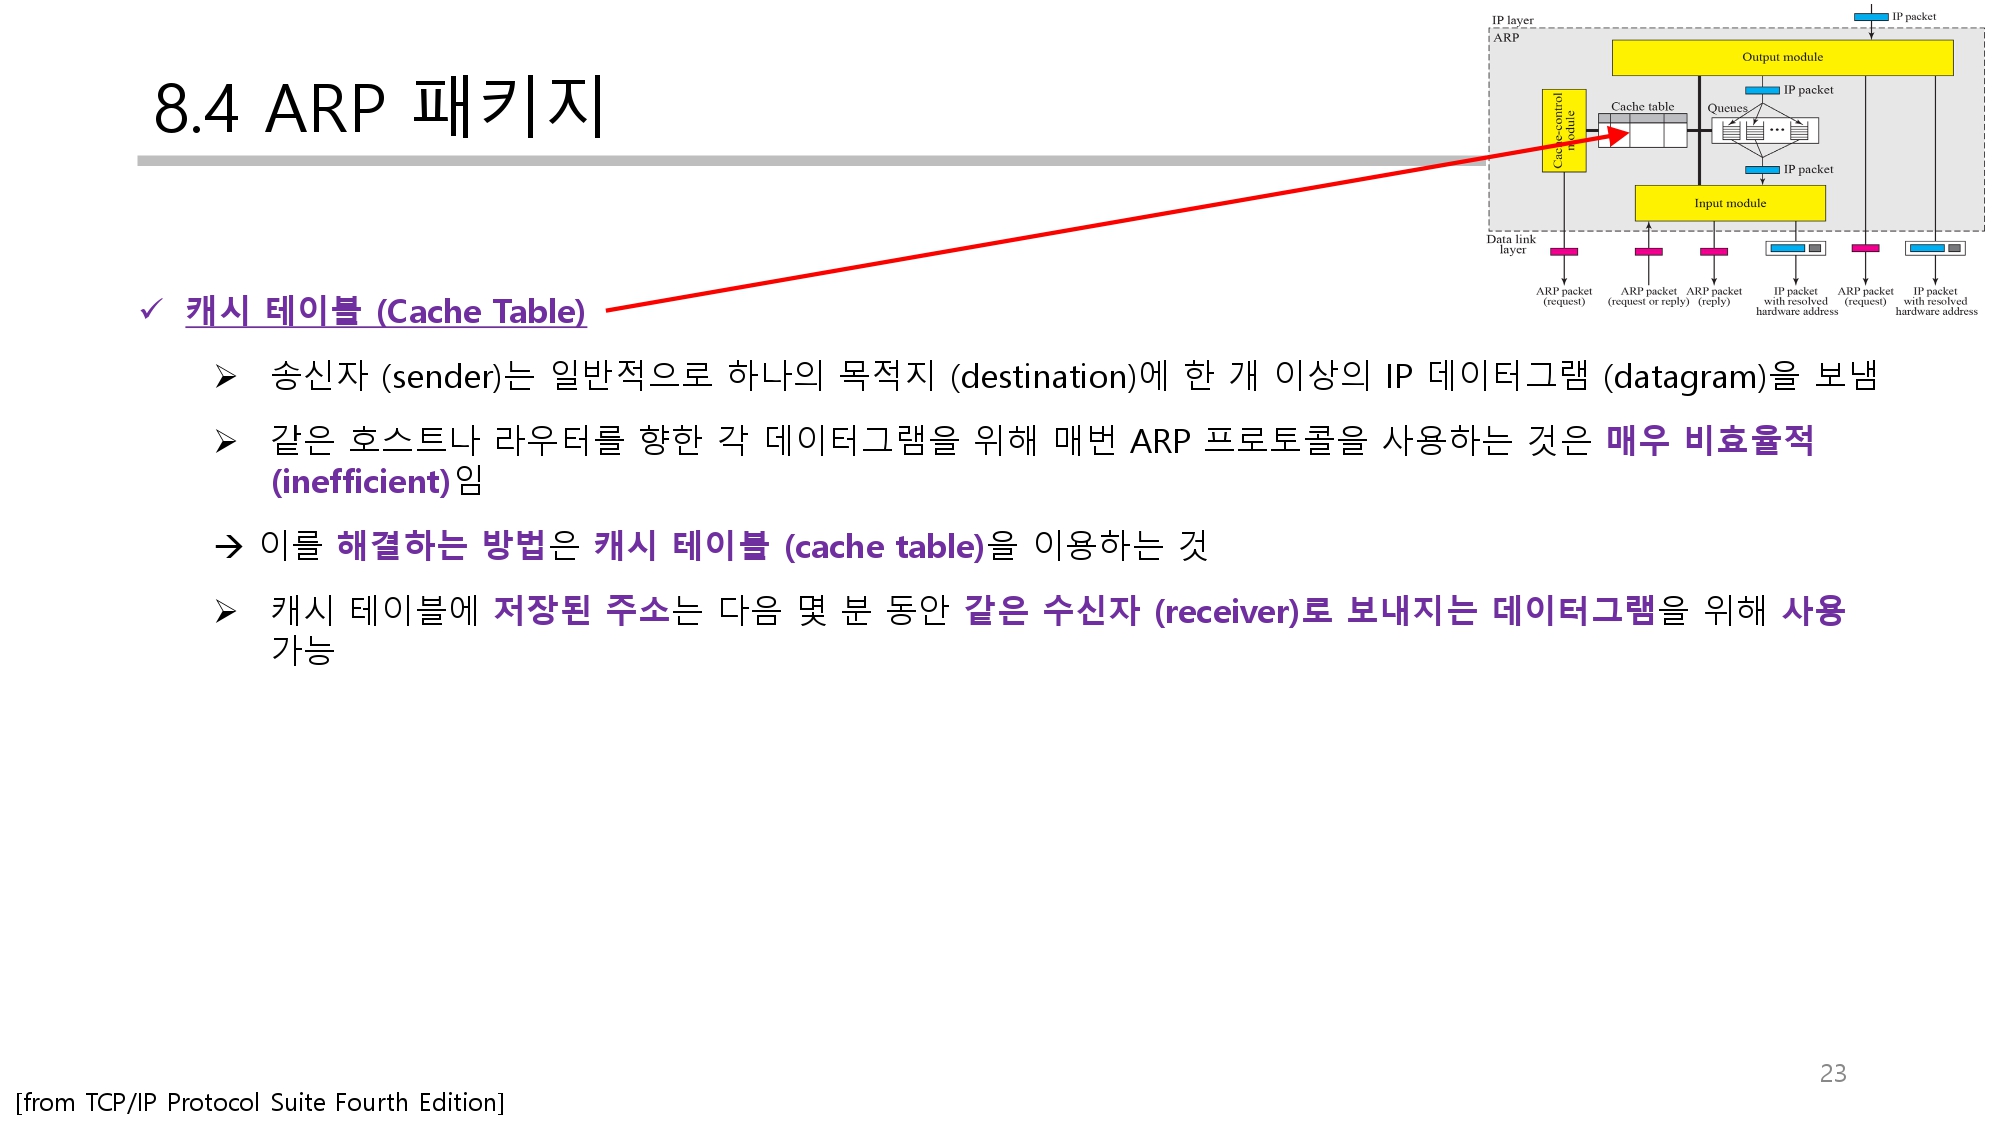 8.4 ARP 패키지
IP layer
IP packet
ARP
Output module
IP packet
Cache-control
module
Cache table
Queues
IP packet
Input module
Data link
layer
ARP packet
(request)
ARP packet
(request or reply)
ARP packet
(reply)
IP packet
with resolved
hardware address
ARP packet
(request)
IP packet
with resolved
hardware address
✓ 캐시 테이블 (Cache Table)
➢ 송신자 (sender)는 일반적으로 하나의 목적지 (destination)에 한 개 이상의 IP 데이터그램 (datagram)을 보냄
➢ 같은 호스트나 라우터를 향한 각 데이터그램을 위해 매번 ARP 프로토콜을 사용하는 것은 매우 비효율적
(inefficient)임
→ 이를 해결하는 방법은 캐시 테이블 (cache table)을 이용하는 것
➢ 캐시 테이블에 저장된 주소는 다음 몇 분 동안 같은 수신자 (receiver)로 보내지는 데이터그램을 위해 사용
가능
23
[from TCP/IP Protocol Suite Fourth Edition]